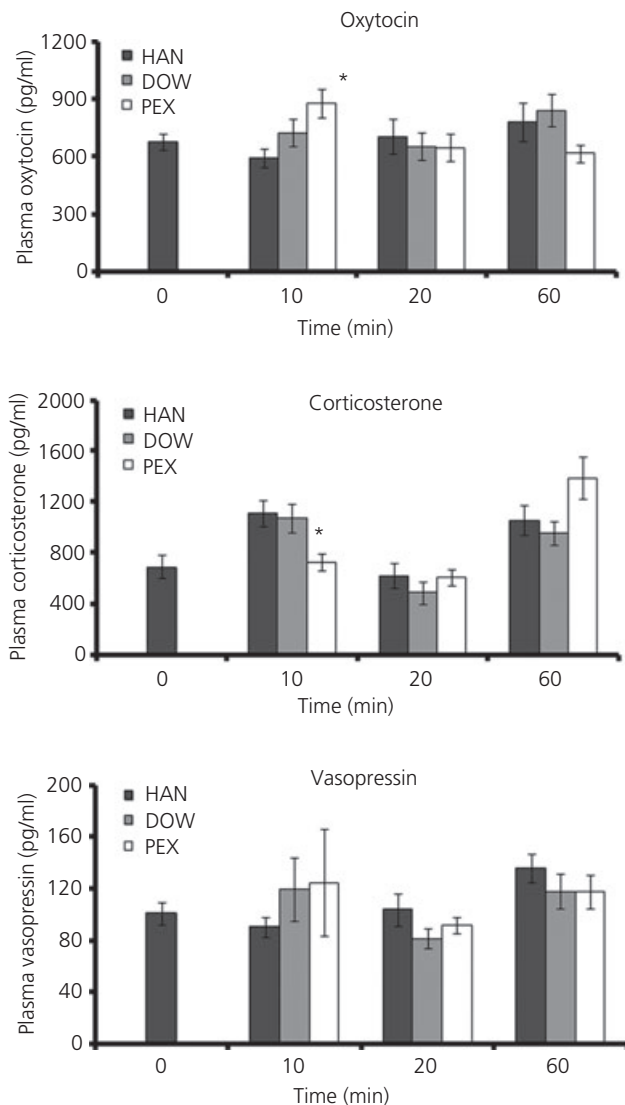 Oxytocin
Plasma oxytocin (pg/ml)
1200
900
600
300
0
HAN
DOW
PEX
*
0 10 20 60
Time (min)
Corticosterone
Plasma corticosterone (pg/ml)
2000
1600
1200
800
400
0
HAN
DOW
PEX
*
0 10 20 60
Time (min)
Vasopressin
Plasma vasopressin (pg/ml)
200
160
120
80
40
0
HAN
DOW
PEX
0 10 20 60
Time (min)